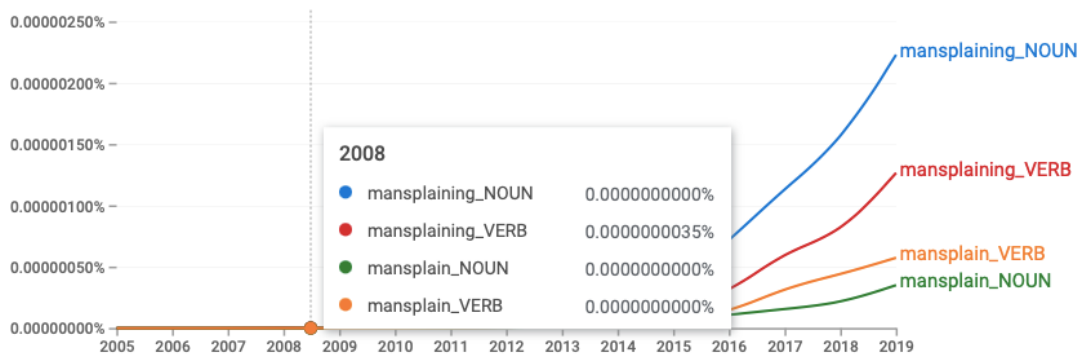 0.00000250%
0.00000200%
0.00000150%
0.00000100%
0.00000050%
0.00000000%
2005 2006 2007 2008 2009 2010 2011 2012 2013 2014 2015 2016 2017 2018 2019
2008
mansplaining_NOUN 0.0000000000%
mansplaining_VERB 0.0000000035%
mansplain_NOUN 0.0000000000%
mansplain_VERB 0.0000000000%
mansplaining_NOUN
mansplaining_VERB
mansplain_VERB
mansplain_NOUN